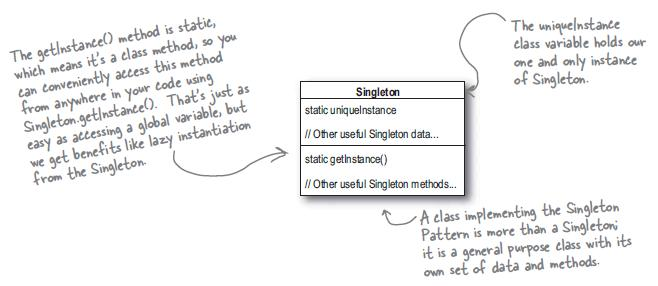 The getInstance() method is static,
which means it's a class method, so you
can conveniently access this method
from anywhere in your code using
Singleton.getInstance(). That's just as
easy as accessing a global variable, but
we get benefits like lazy instantiation
from the Singleton.
The uniqueInstance
class variable holds our
one and only instance
of Singleton.
Singleton
static uniqueInstance
// Other useful Singleton data...
static getInstance()
// Other useful Singleton methods...
A class implementing the Singleton
Pattern is more than a Singleton;
it is a general purpose class with its
own set of data and methods.